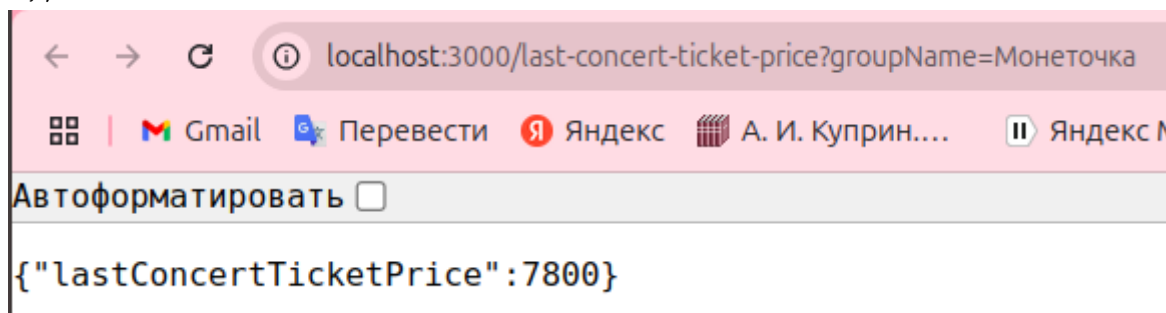 localhost:3000/last-concert-ticket-price?groupName=Монеточка
Gmail Перевести Яндекс А. И. Куприн.... Яндекс М
Автоформатировать
{"lastConcertTicketPrice":7800}